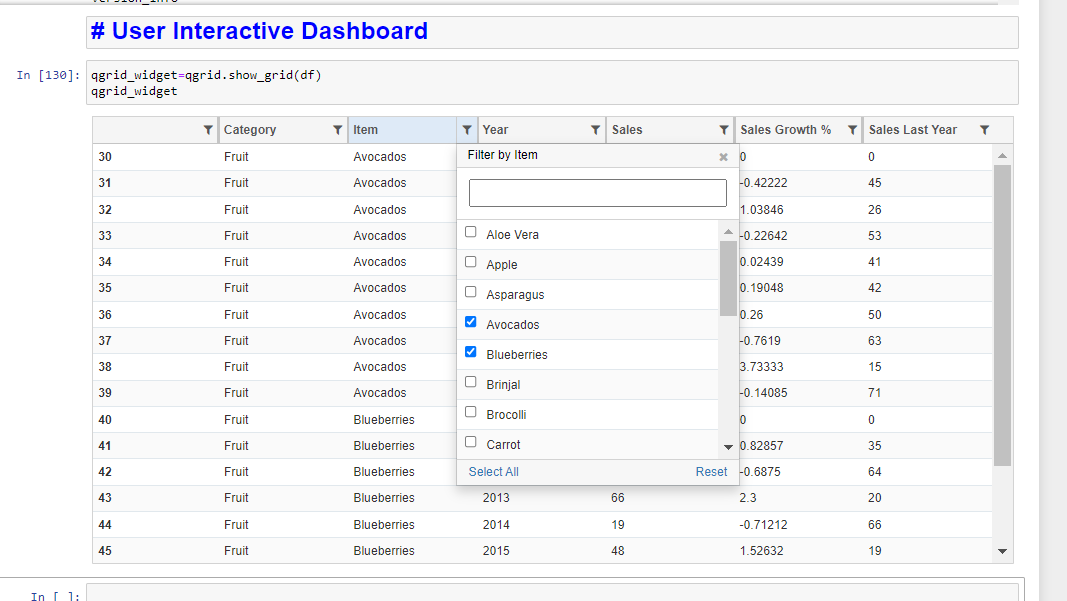 # User Interactive Dashboard
In [130]: qgrid_widget=qgrid.show_grid(df)
qgrid_widget
Category Item Year Sales Sales Growth % Sales Last Year
Filter by Item ×
30 Fruit Avocados 0 0
31 Fruit Avocados -0.42222 45
32 Fruit Avocados 1.03846 26
33 Fruit Avocados -0.22642 53
34 Fruit Avocados 0.02439 41
35 Fruit Avocados 0.19048 42
36 Fruit Avocados 0.26 50
37 Fruit Avocados -0.7619 63
38 Fruit Avocados 3.73333 15
39 Fruit Avocados -0.14085 71
40 Fruit Blueberries 0 0
41 Fruit Blueberries 0.82857 35
42 Fruit Blueberries -0.6875 64
43 Fruit Blueberries 2013 66 2.3 20
44 Fruit Blueberries 2014 19 -0.71212 66
45 Fruit Blueberries 2015 48 1.52632 19
Aloe Vera
Apple
Asparagus
Avocados
Blueberries
Brinjal
Brocolli
Carrot
Select All Reset
In [ ]: